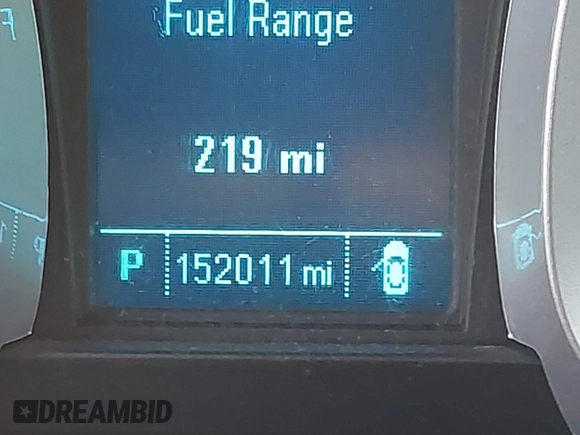 Fuel Range
219 mi
P 152011 mi
DREAMBID